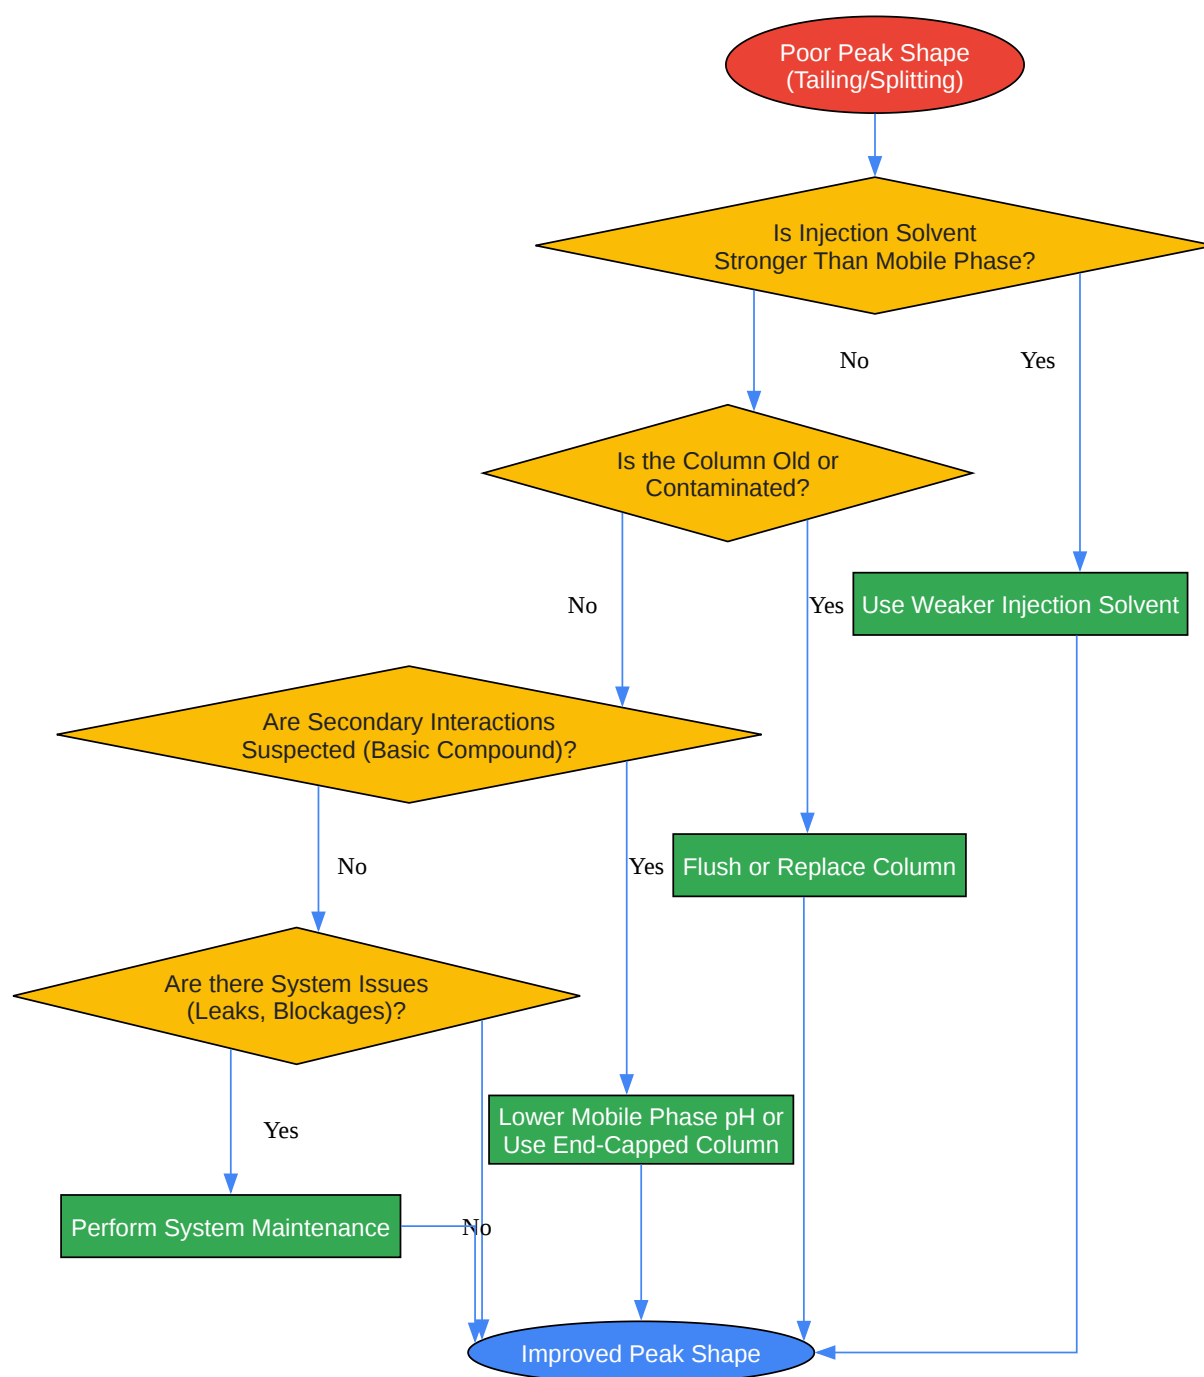 Poor Peak Shape
(Tailing/Splitting)
Is Injection Solvent
Stronger Than Mobile Phase?
No
Yes
Is the Column Old or
Contaminated?
No
Yes
Use Weaker Injection Solvent
Are Secondary Interactions
Suspected (Basic Compound)?
No
Yes
Flush or Replace Column
Are there System Issues
(Leaks, Blockages)?
Yes
Lower Mobile Phase pH or
Use End-Capped Column
Perform System Maintenance
No
Improved Peak Shape